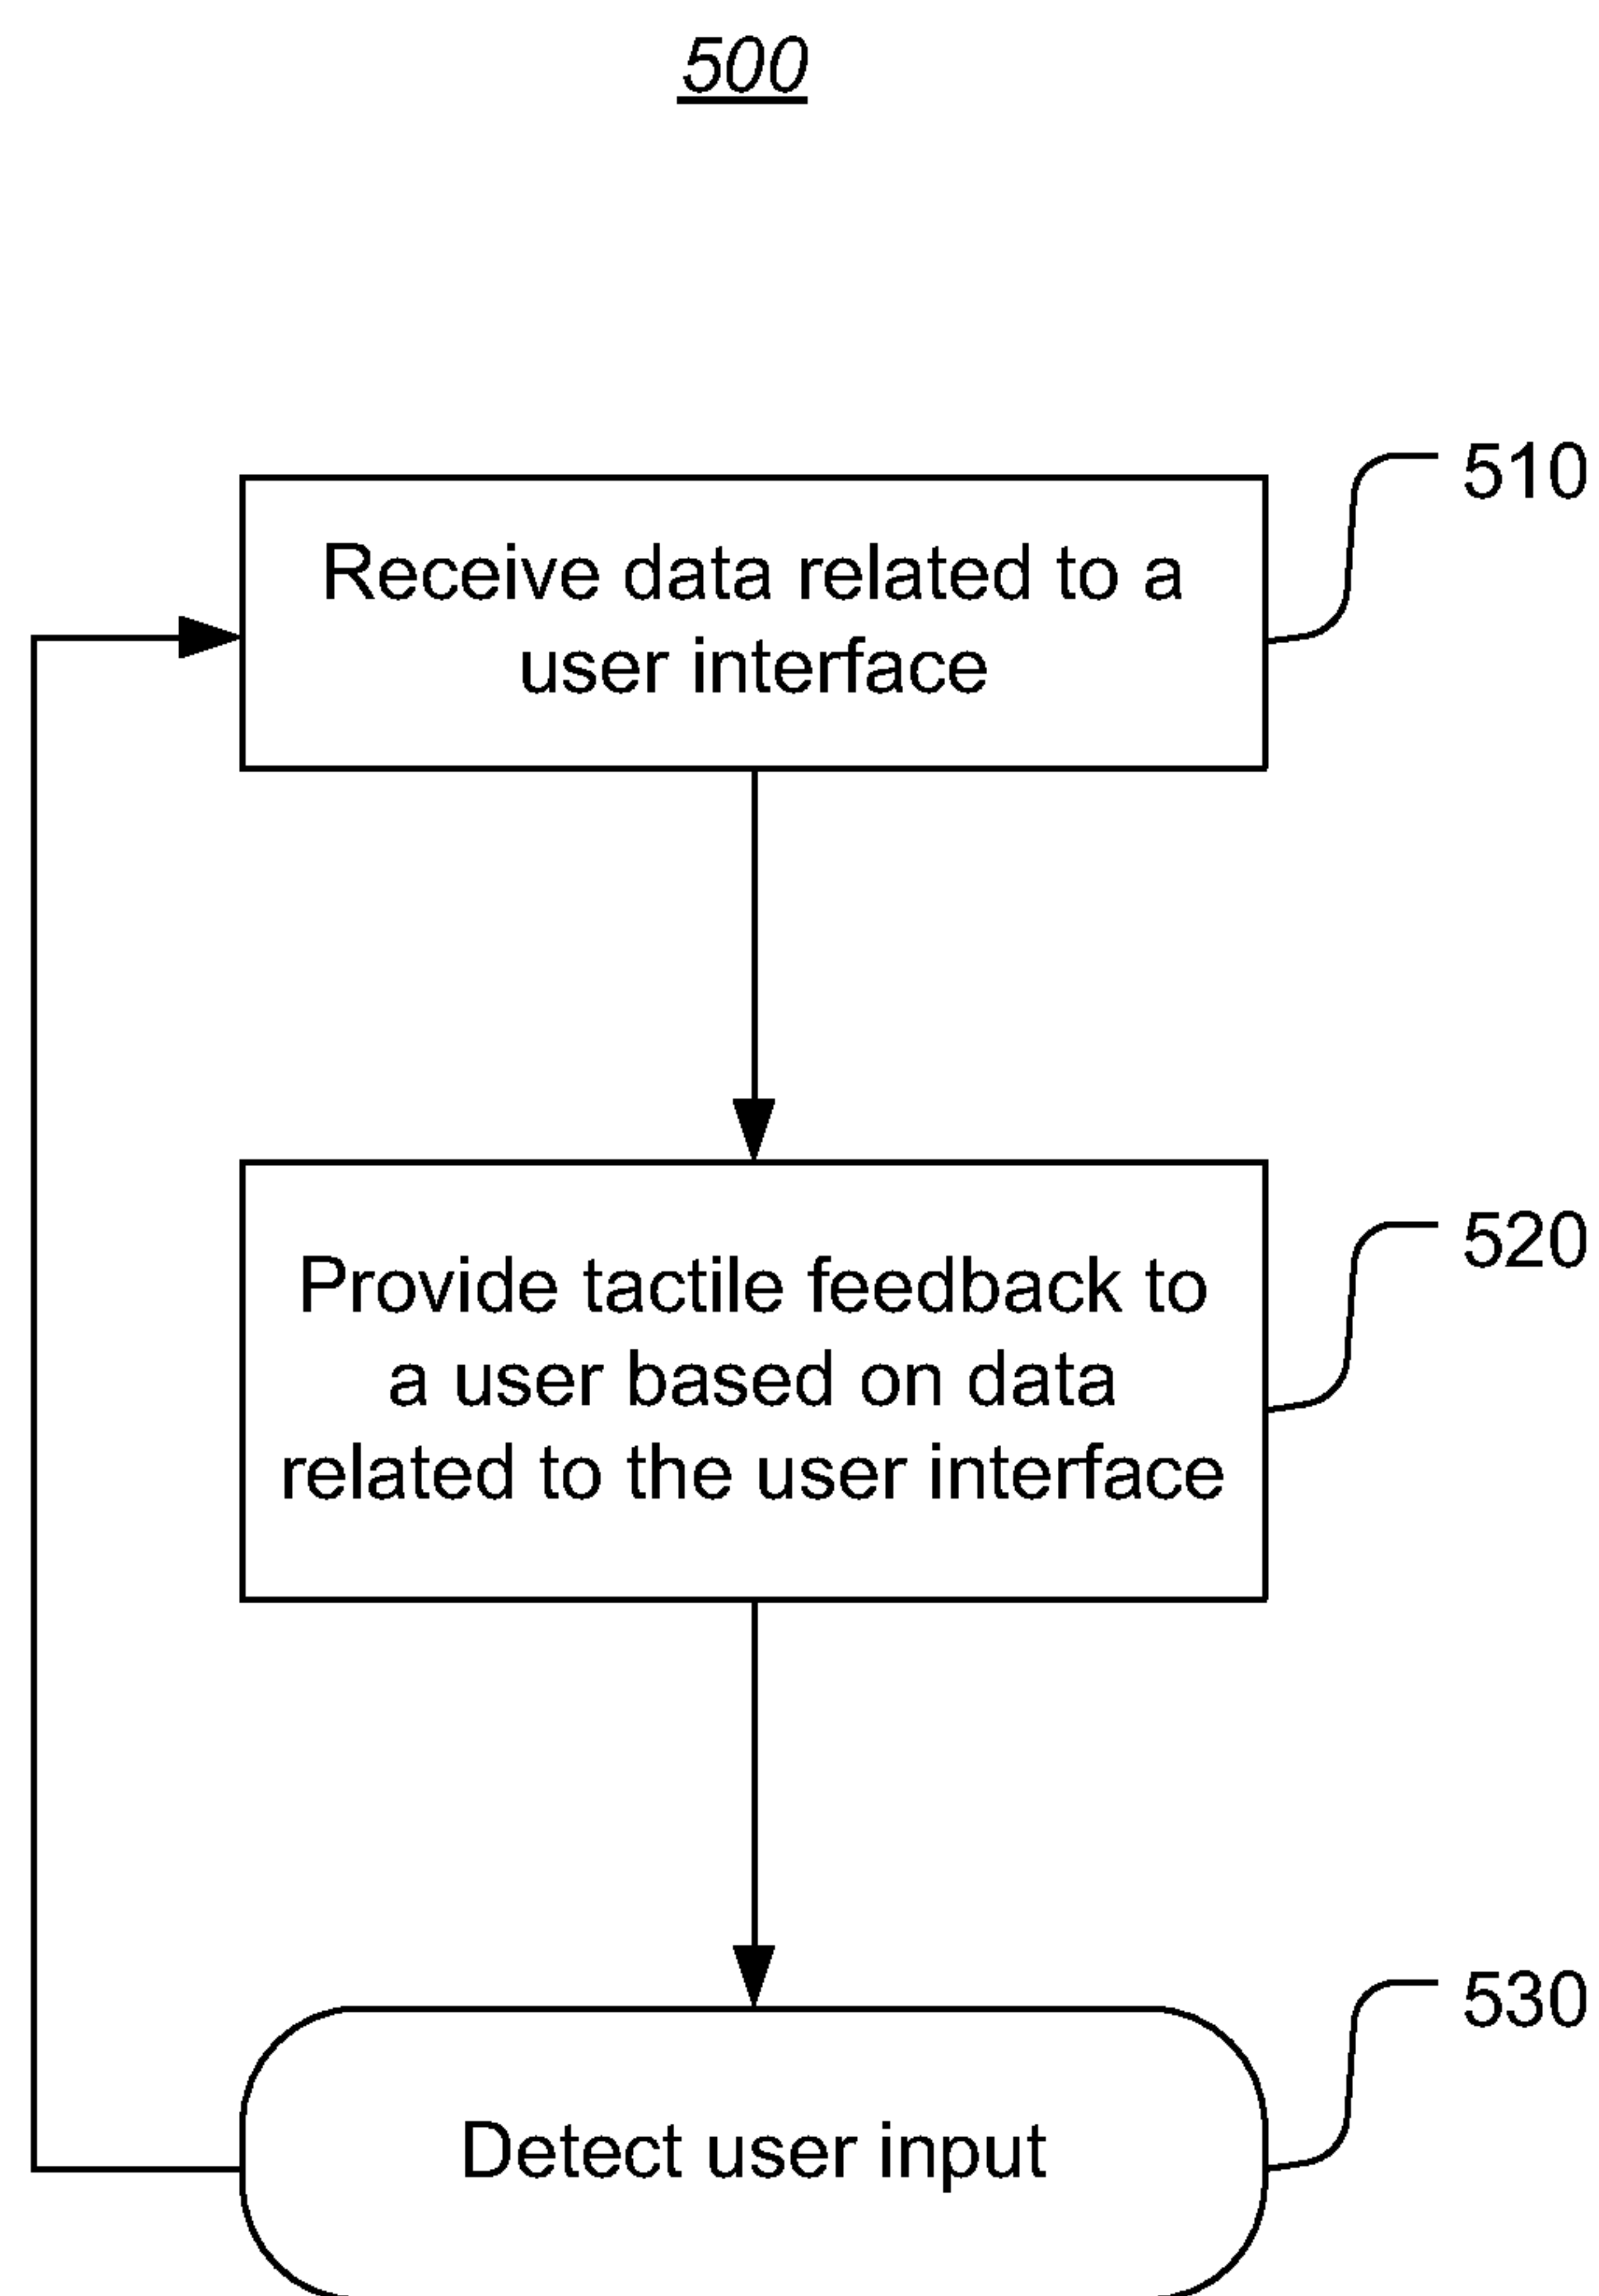 500
510
Receive data related to a
user interface
520
Provide tactile feedback to
a user based on data
related to the user interface
530
Detect user input